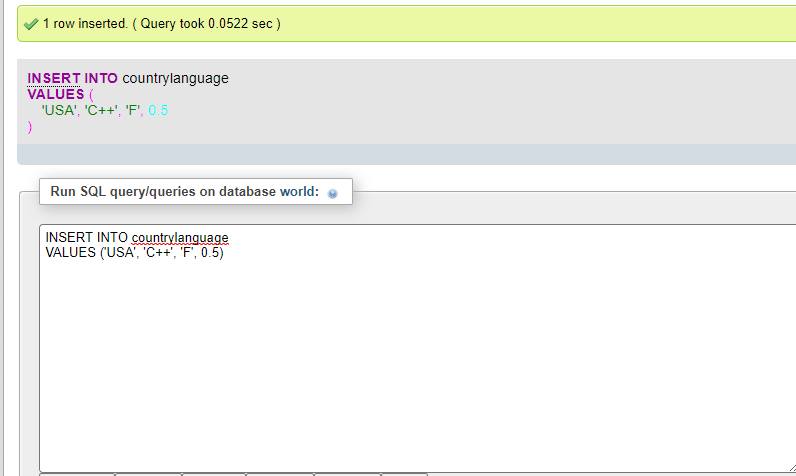 1 row inserted. ( Query took 0.0522 sec )
INSERT INTO countrylanguage
VALUES (
'USA', 'C++', 'F', 0.5
)
Run SQL query/queries on database world:
INSERT INTO countrylanguage
VALUES ('USA', 'C++', 'F', 0.5)